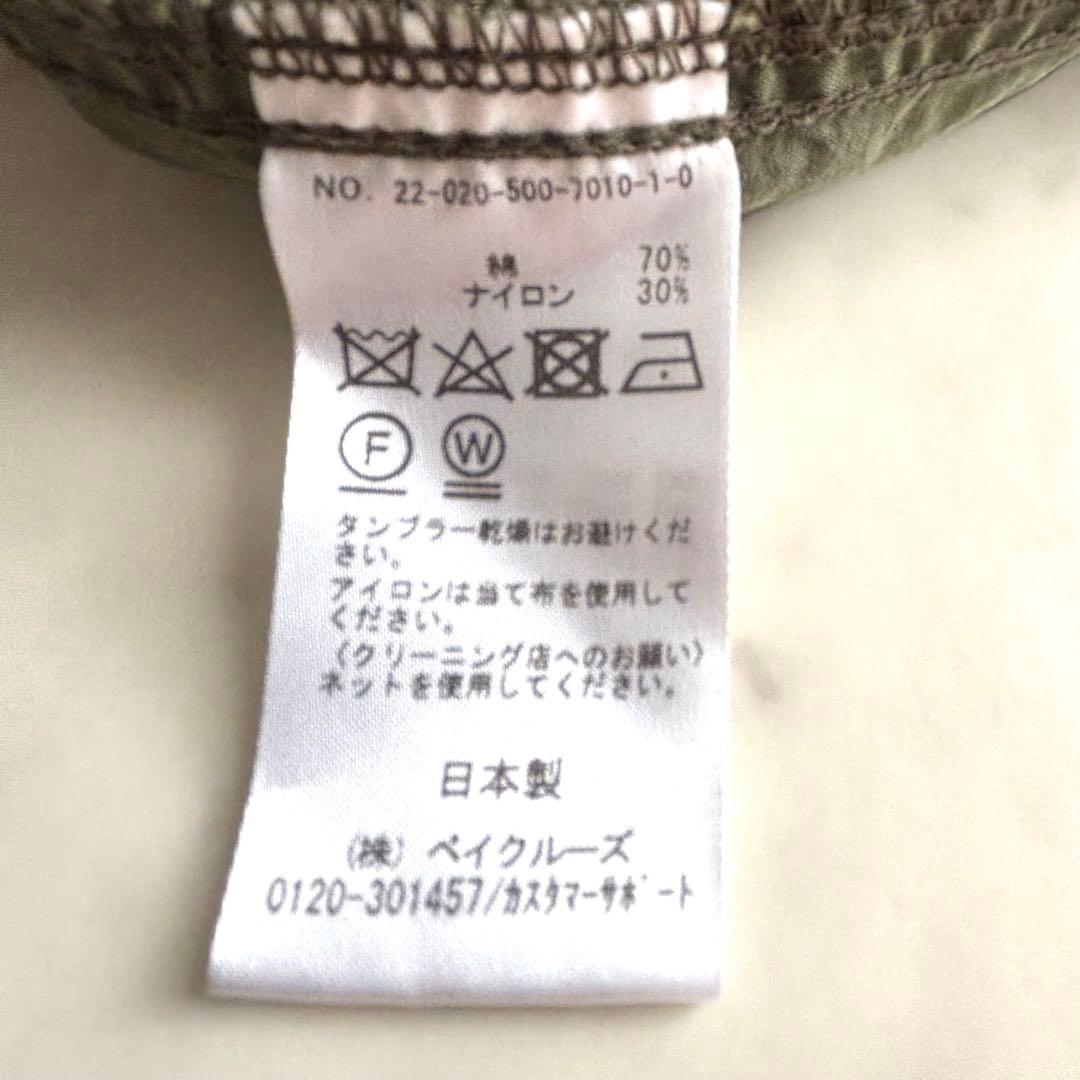 NO. 22-020-500-7010-1-0
綿 70%
ナイロン 30%
F W
タンブラー乾燥はお避けくだ
さい。
アイロンは当て布を使用して
ください。
〈クリーニング店へのお願い〉
ネットを使用してください。
日本製
(株) ベイクルーズ
0120-301457/カスタマーサポート